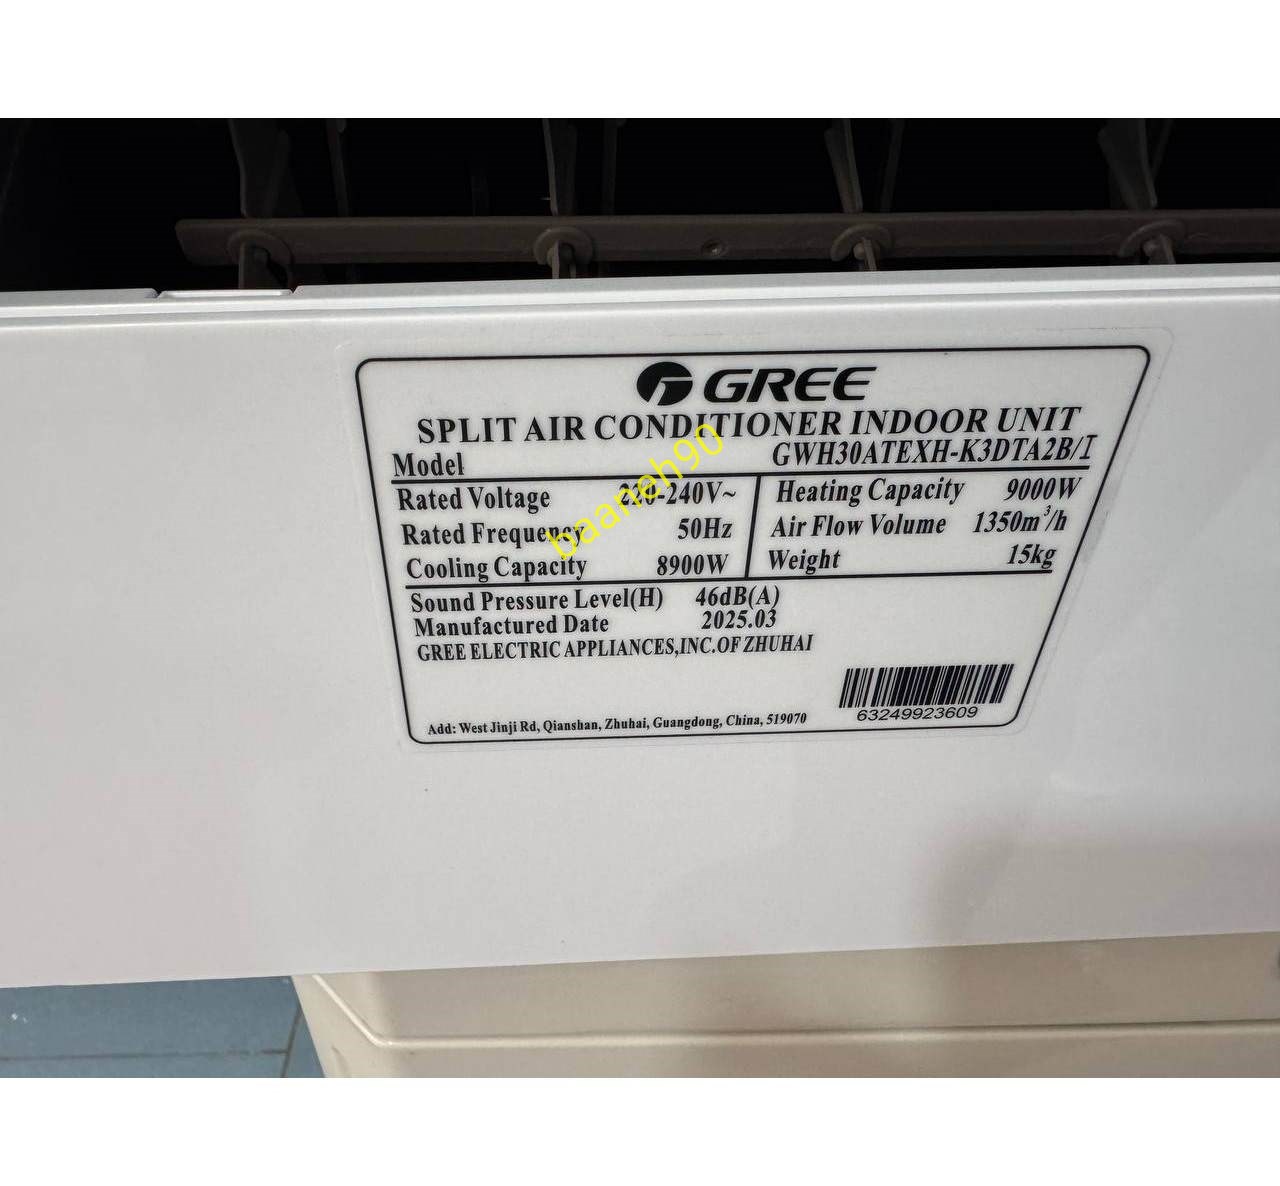 GREE
SPLIT AIR CONDITIONER INDOOR UNIT
Model GWH30ATEXH-K3DTA2B/I
Rated Voltage 220-240V~
Rated Frequency 50Hz
Cooling Capacity 8900W
Heating Capacity 9000W
Air Flow Volume 1350m³/h
Weight 15kg
Sound Pressure Level(H) 46dB(A)
Manufactured Date 2025.03
GREE ELECTRIC APPLIANCES,INC.OF ZHUHAI
63249923609
Add: West Jinji Rd, Qianshan, Zhuhai, Guangdong, China, 519070
baaneh90